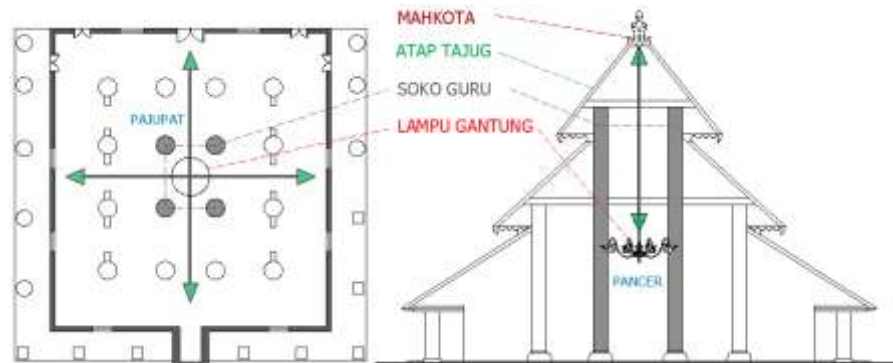 MAHKOTA
ATAP TAJUG
SOKO GURU
PAJUPAT
LAMPU GANTUNG
PANCER